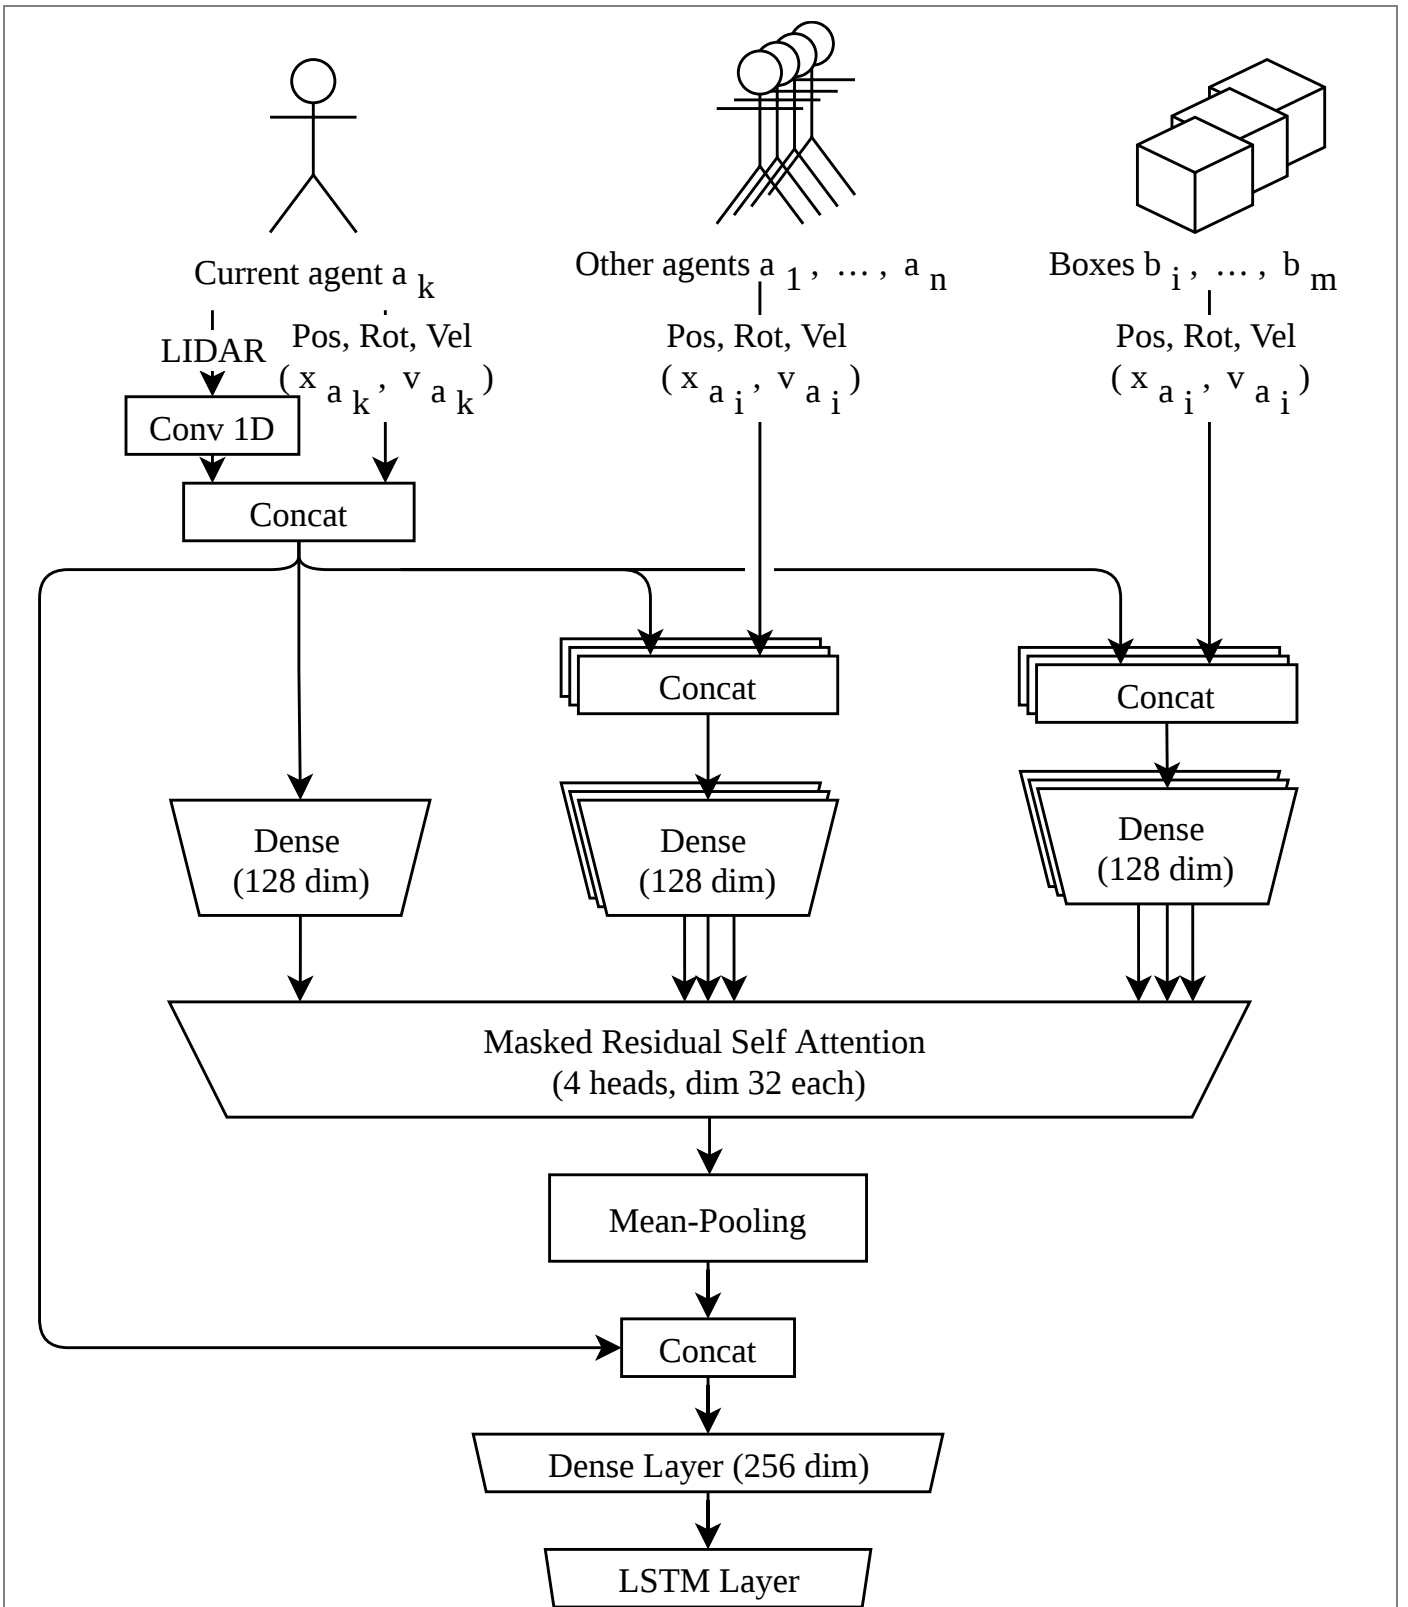 Current agent a k
Other agents a 1 , … , a n
Boxes b i , … , b m
LIDAR
Pos, Rot, Vel
( x a k , v a k )
Pos, Rot, Vel
( x a i , v a i )
Pos, Rot, Vel
( x a i , v a i )
Conv 1D
Concat
Concat
Concat
Dense
(128 dim)
Dense
(128 dim)
Dense
(128 dim)
Masked Residual Self Attention
(4 heads, dim 32 each)
Mean-Pooling
Concat
Dense Layer (256 dim)
LSTM Layer